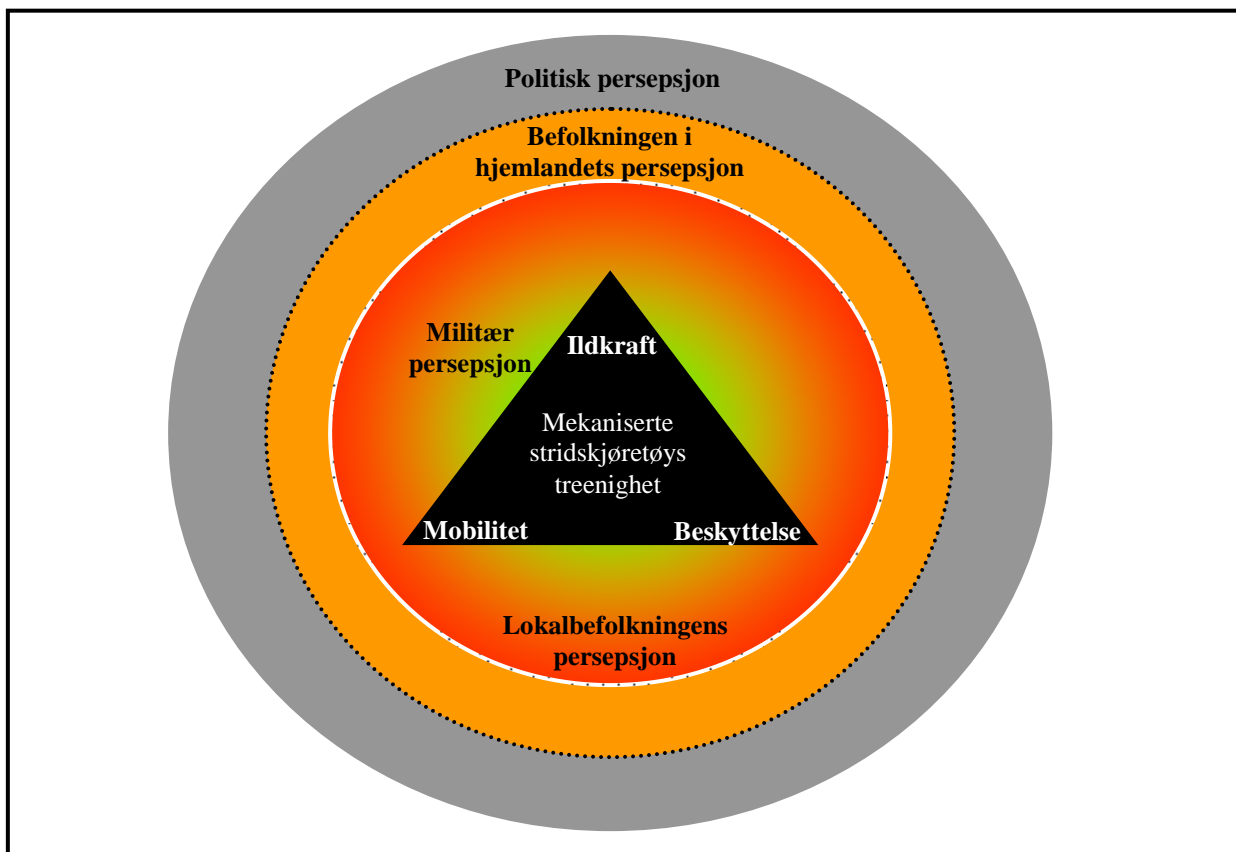 Politisk persepsjon
Befolkningen i
hjemlandets persepsjon
Militær
persepsjon
Ildkraft
Mekaniserte
stridskjøretøys
treenighet
Mobilitet
Beskyttelse
Lokalbefolkningens
persepsjon